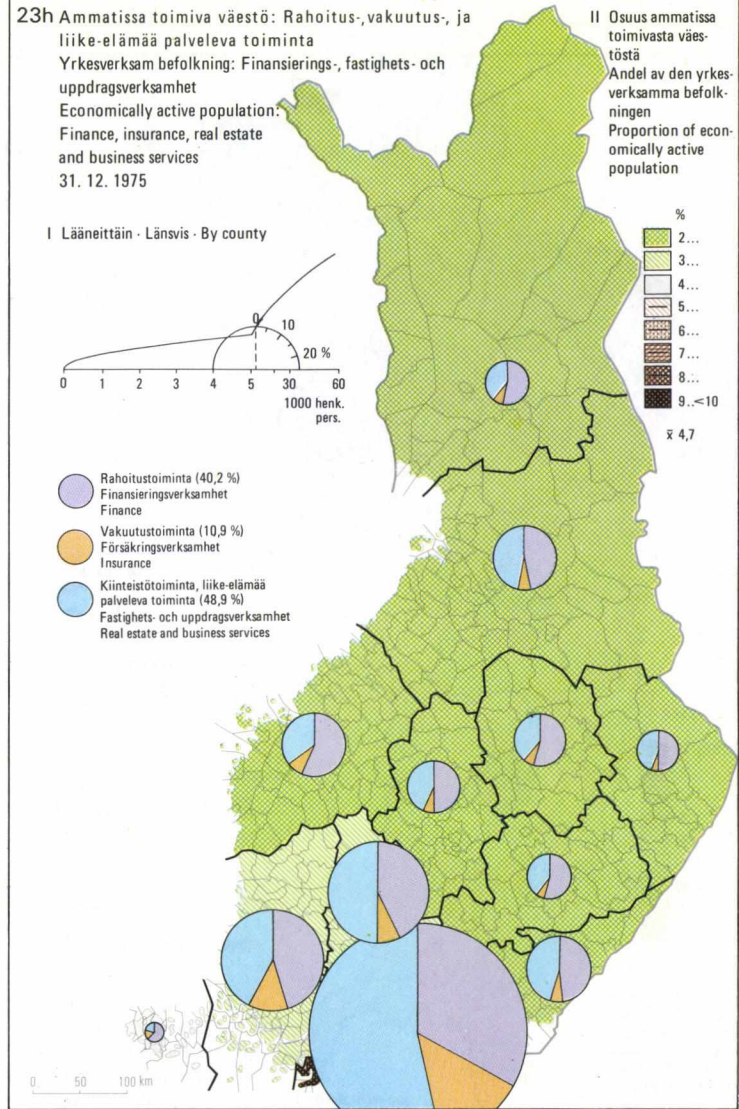 23h Ammatissa toimiva väestö: Rahoitus-, vakuutus-, ja
liike-elämää palveleva toiminta
Yrkesverksam befolkning: Finansierings-, fastighets- och
uppdragsverksamhet
Economically active population:
Finance, insurance, real estate
and business services
31. 12. 1975
I Lääneittäin · Länsvis · By county
0 10
20 %
0 1 2 3 4 5 30 60
1000 henk.
pers.
Rahoitustoiminta (40,2 %)
Finansieringsverksamhet
Finance
Vakuutustoiminta (10,9 %)
Försäkringsverksamhet
Insurance
Kiinteistötoiminta, liike-elämää
palveleva toiminta (48,9 %)
Fastighets- och uppdragsverksamhet
Real estate and business services
II Osuus ammatissa
toimivasta väes-
töstä
Andel av den yrkes-
verksamma befolk-
ningen
Proportion of econ-
omically active
population
%
2...
3...
4...
5...
6...
7...
8...
9..<10
x̄ 4,7
0 50 100 km